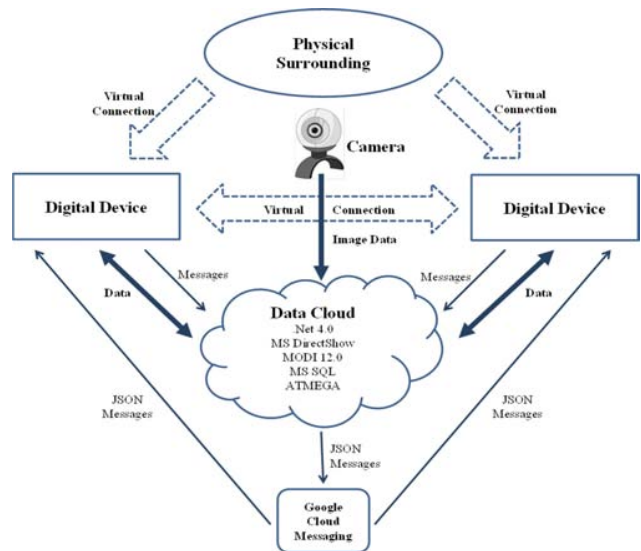 Physical
Surrounding
Virtual
Connection
Virtual
Connection
Camera
Digital Device
Digital Device
Virtual Connection
Image Data
Messages
Messages
Data
Data
Data Cloud
.Net 4.0
MS DirectShow
MODI 12.0
MS SQL
ATMEGA
JSON
Messages
JSON
Messages
JSON
Messages
Google
Cloud
Messaging